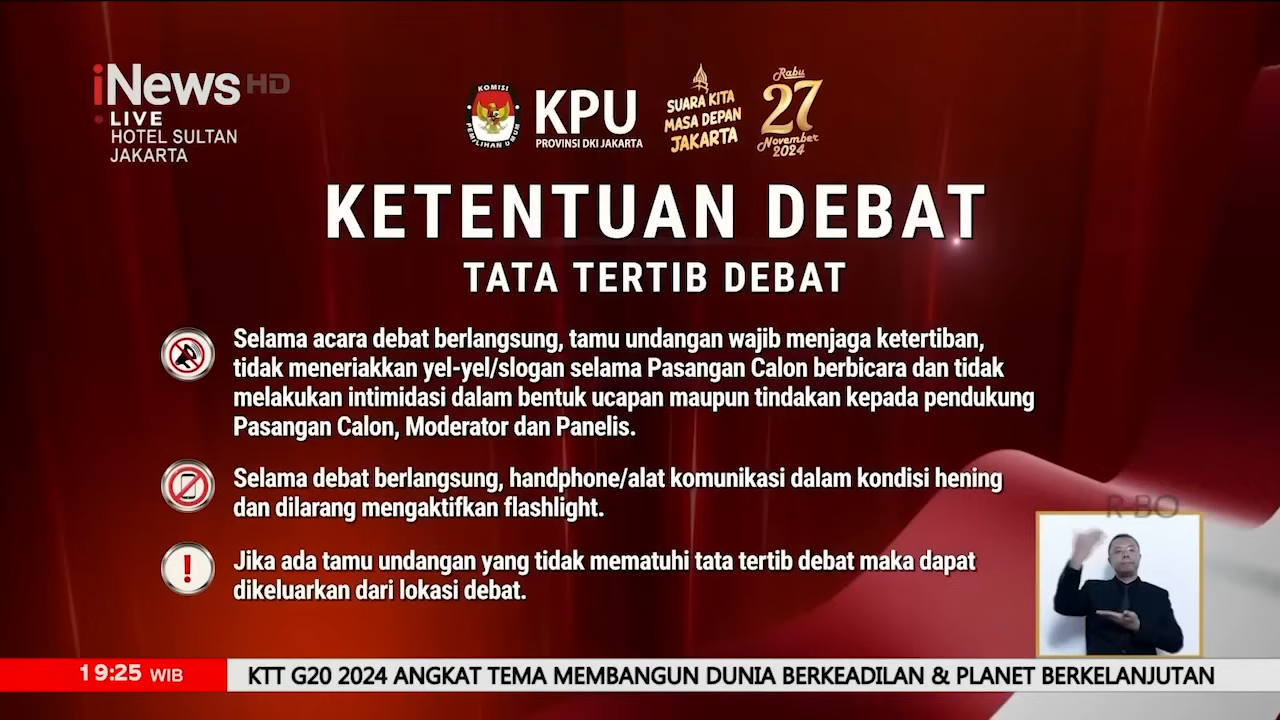 iNews HD
LIVE
HOTEL SULTAN
JAKARTA
KOMISI
PEMILIHAN UMUM
KPU
PROVINSI DKI JAKARTA
SUARA KITA
MASA DEPAN
JAKARTA
Rabu
27
November
2024
KETENTUAN DEBAT
TATA TERTIB DEBAT
Selama acara debat berlangsung, tamu undangan wajib menjaga ketertiban,
tidak meneriakkan yel-yel/slogan selama Pasangan Calon berbicara dan tidak
melakukan intimidasi dalam bentuk ucapan maupun tindakan kepada pendukung
Pasangan Calon, Moderator dan Panelis.
Selama debat berlangsung, handphone/alat komunikasi dalam kondisi hening
dan dilarang mengaktifkan flashlight.
!
Jika ada tamu undangan yang tidak mematuhi tata tertib debat maka dapat
dikeluarkan dari lokasi debat.
R-BO
19:25 WIB
KTT G20 2024 ANGKAT TEMA MEMBANGUN DUNIA BERKEADILAN & PLANET BERKELANJUTAN